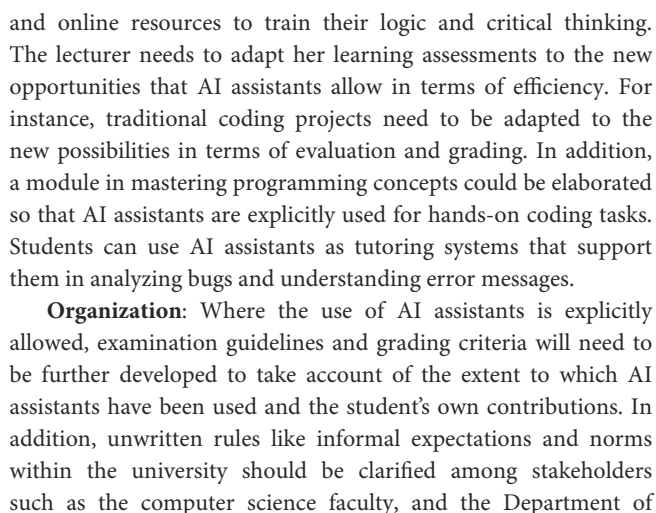 and online resources to train their logic and critical thinking.
The lecturer needs to adapt her learning assessments to the new
opportunities that AI assistants allow in terms of efficiency. For
instance, traditional coding projects need to be adapted to the
new possibilities in terms of evaluation and grading. In addition,
a module in mastering programming concepts could be elaborated
so that AI assistants are explicitly used for hands-on coding tasks.
Students can use AI assistants as tutoring systems that support
them in analyzing bugs and understanding error messages.
Organization: Where the use of AI assistants is explicitly
allowed, examination guidelines and grading criteria will need to
be further developed to take account of the extent to which AI
assistants have been used and the student's own contributions. In
addition, unwritten rules like informal expectations and norms
within the university should be clarified among stakeholders
such as the computer science faculty, and the Department of